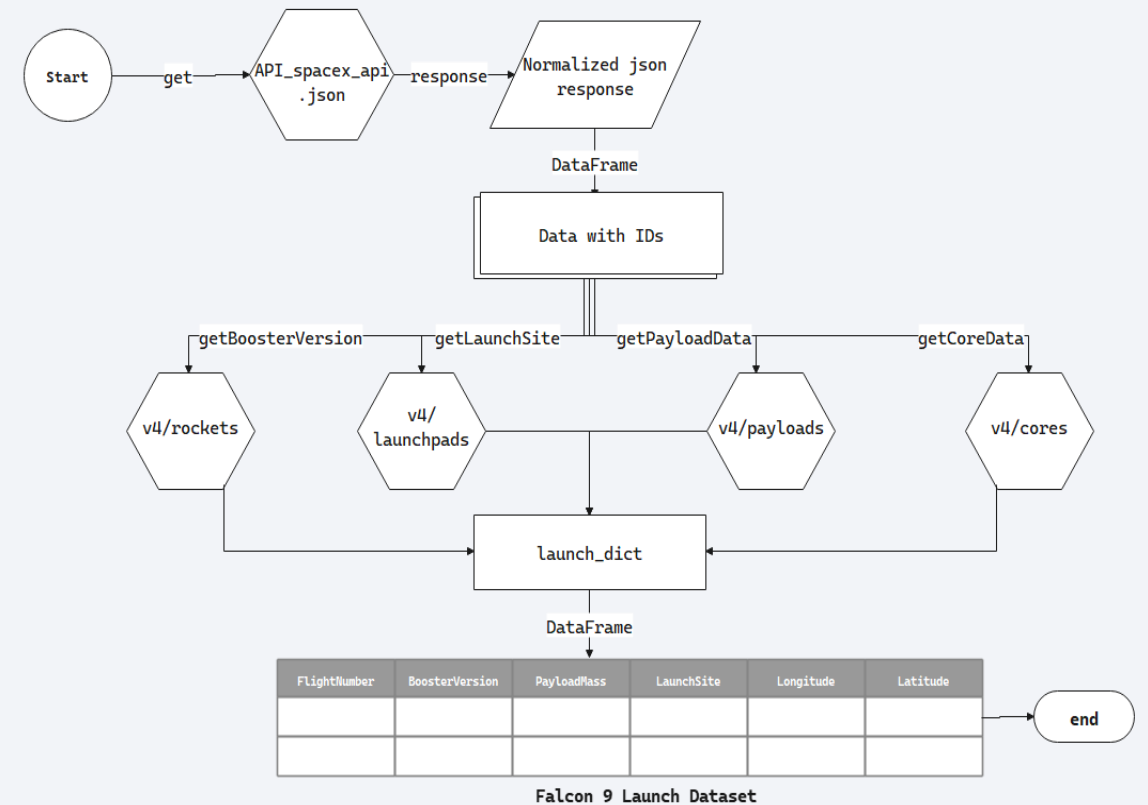 Start
get
API_spacex_api
.json
response
Normalized json
response
DataFrame
Data with IDs
getBoosterVersion
getLaunchSite
getPayloadData
getCoreData
v4/rockets
v4/
launchpads
v4/payloads
v4/cores
launch_dict
DataFrame
FlightNumber
BoosterVersion
PayloadMass
LaunchSite
Longitude
Latitude
end
Falcon 9 Launch Dataset